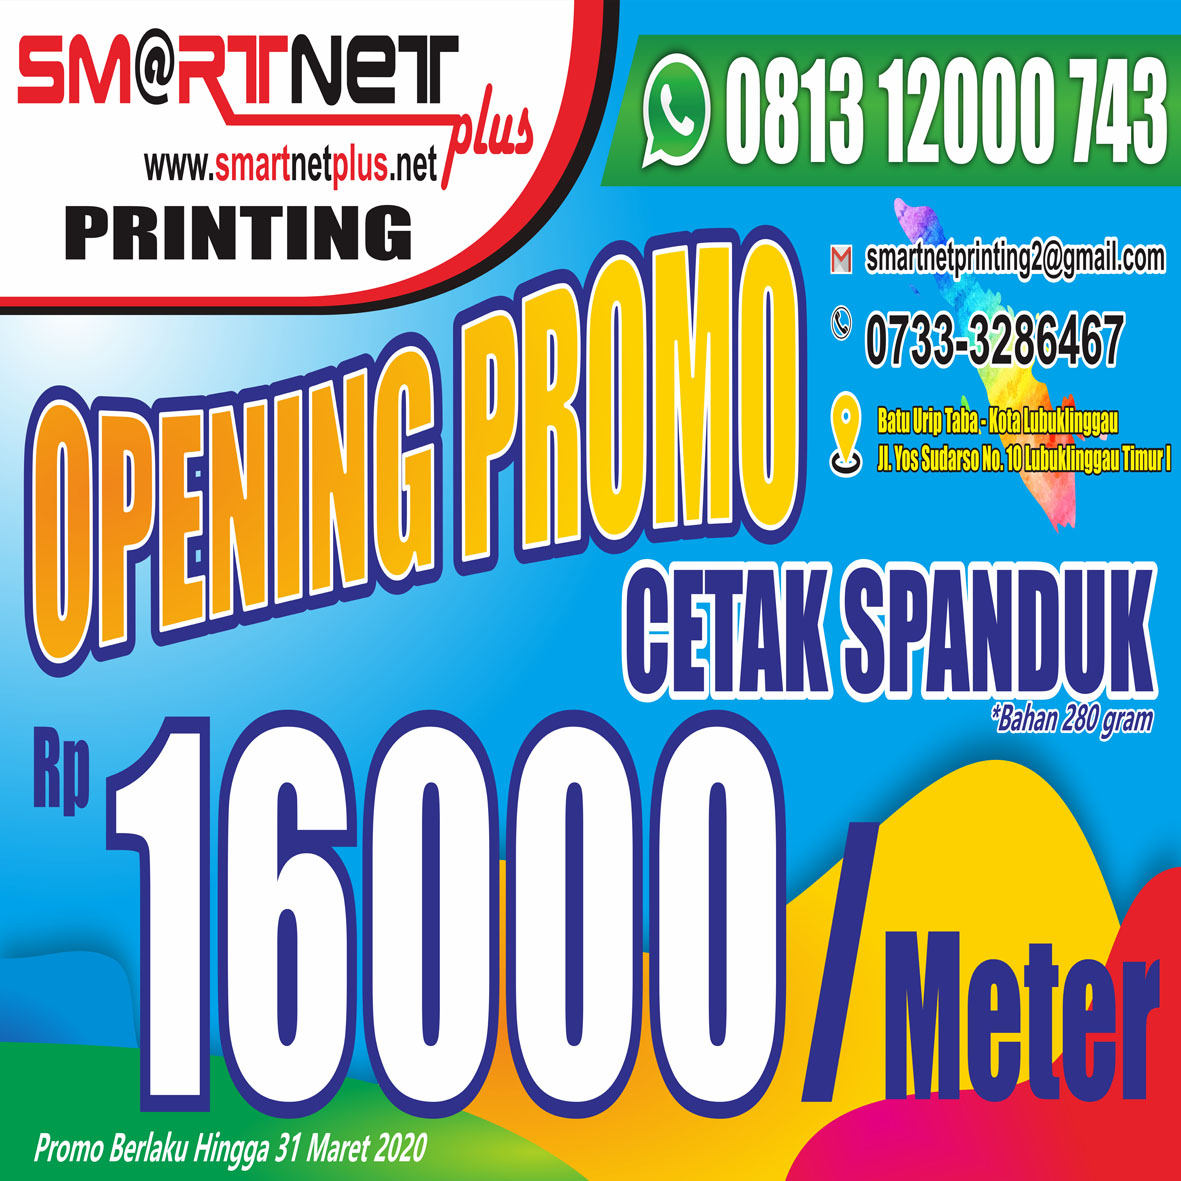 SM@RTNET
plus
www.smartnetplus.net
PRINTING
0813 12000 743
smartnetprinting2@gmail.com
0733-3286467
Batu Urip Taba - Kota Lubuklinggau
Jl. Yos Sudarso No. 10 Lubuklinggau Timur I
OPENING PROMO
CETAK SPANDUK
*Bahan 280 gram
Rp 16000/Meter
Promo Berlaku Hingga 31 Maret 2020